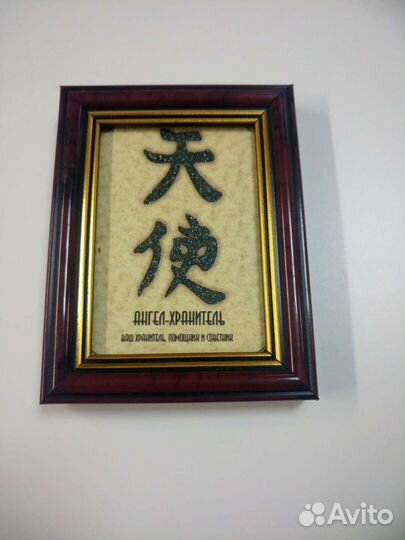 天
使
АНГЕЛ-ХРАНИТЕЛЬ
ВАШ ХРАНИТЕЛЬ, ПОМОЩНИК И СОВЕТНИК
Avito